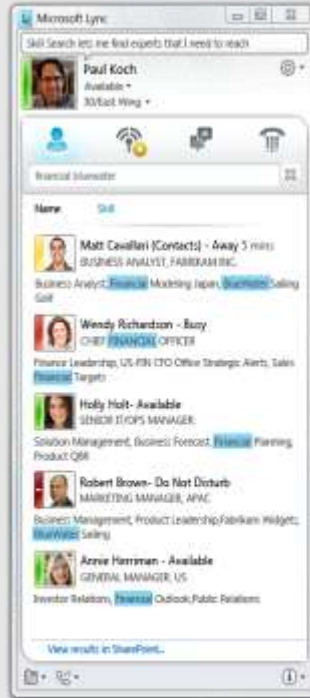 Microsoft Lync
Skill Search lets me find experts that I need to reach
Paul Koch
Available
30/East Wing
financial bluewater
Name Skill
Matt Cavallari (Contacts) - Away 5 mins
BUSINESS ANALYST, FABRIKAM INC.
Business Analyst, Financial Modeling Japan, BlueWater Sailing
Golf
Wendy Richardson - Busy
CHIEF FINANCIAL OFFICER
Finance Leadership, US-FIN CFO Office Strategic Alerts, Sales
Financial Targets
Holly Holt- Available
SENIOR IT/OPS MANAGER
Solution Management, Business Forecast, Financial Planning,
Product QBR
Robert Brown- Do Not Disturb
MARKETING MANAGER, APAC
Business Management, Product Leadership,Fabrikam Widgets,
BlueWater Sailing
Annie Herriman - Available
GENERAL MANAGER, US
Investor Relations, Financial Outlook,Public Relations
View results in SharePoint...